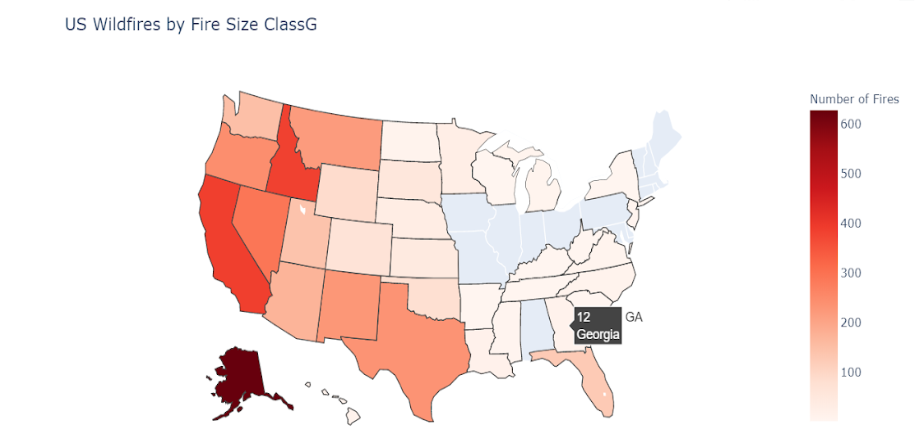 US Wildfires by Fire Size ClassG
Number of Fires
600
500
400
300
200
100
12
GA
Georgia